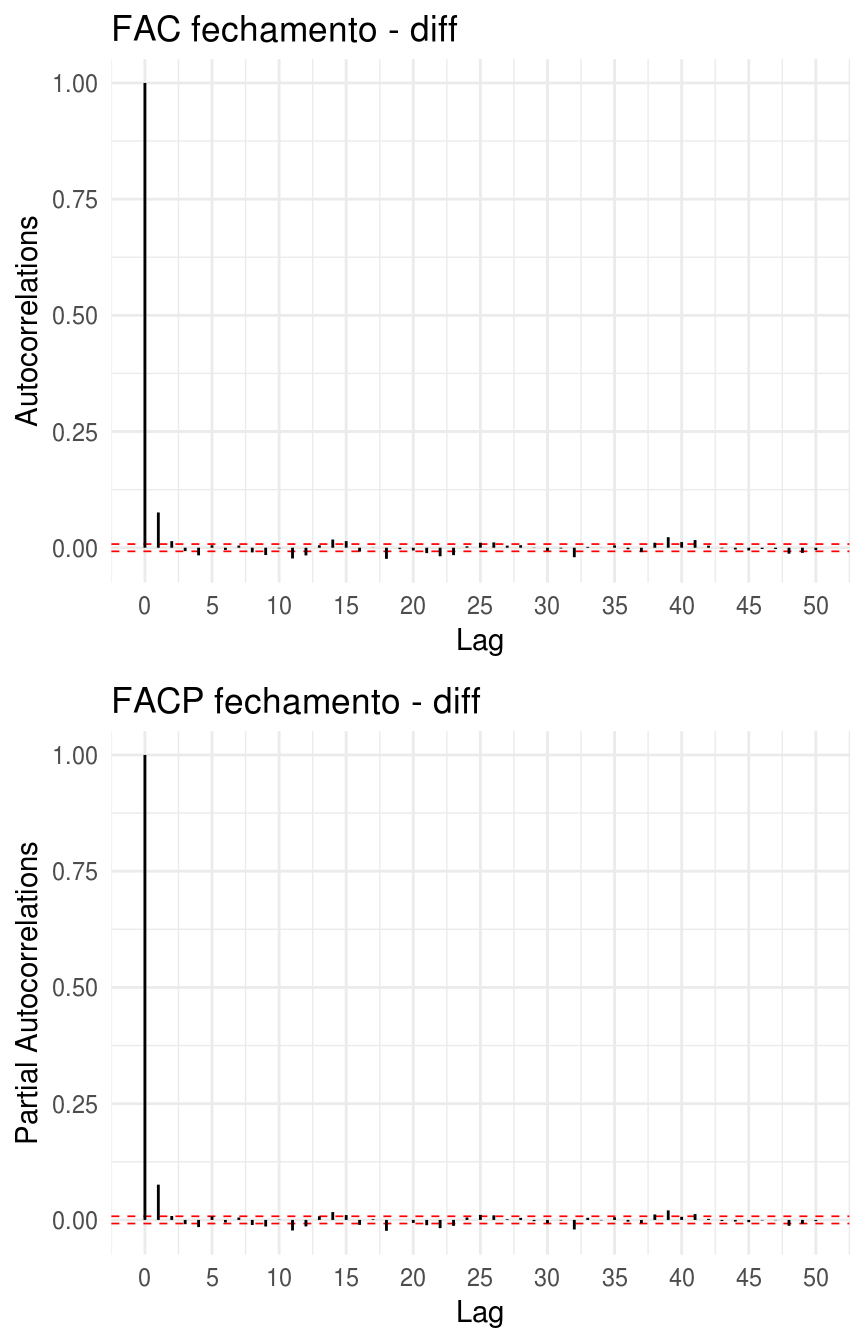 FAC fechamento - diff
1.00
0.75
0.50
0.25
0.00
Autocorrelations
0 5 10 15 20 25 30 35 40 45 50
Lag
FACP fechamento - diff
1.00
0.75
0.50
0.25
0.00
Partial Autocorrelations
0 5 10 15 20 25 30 35 40 45 50
Lag